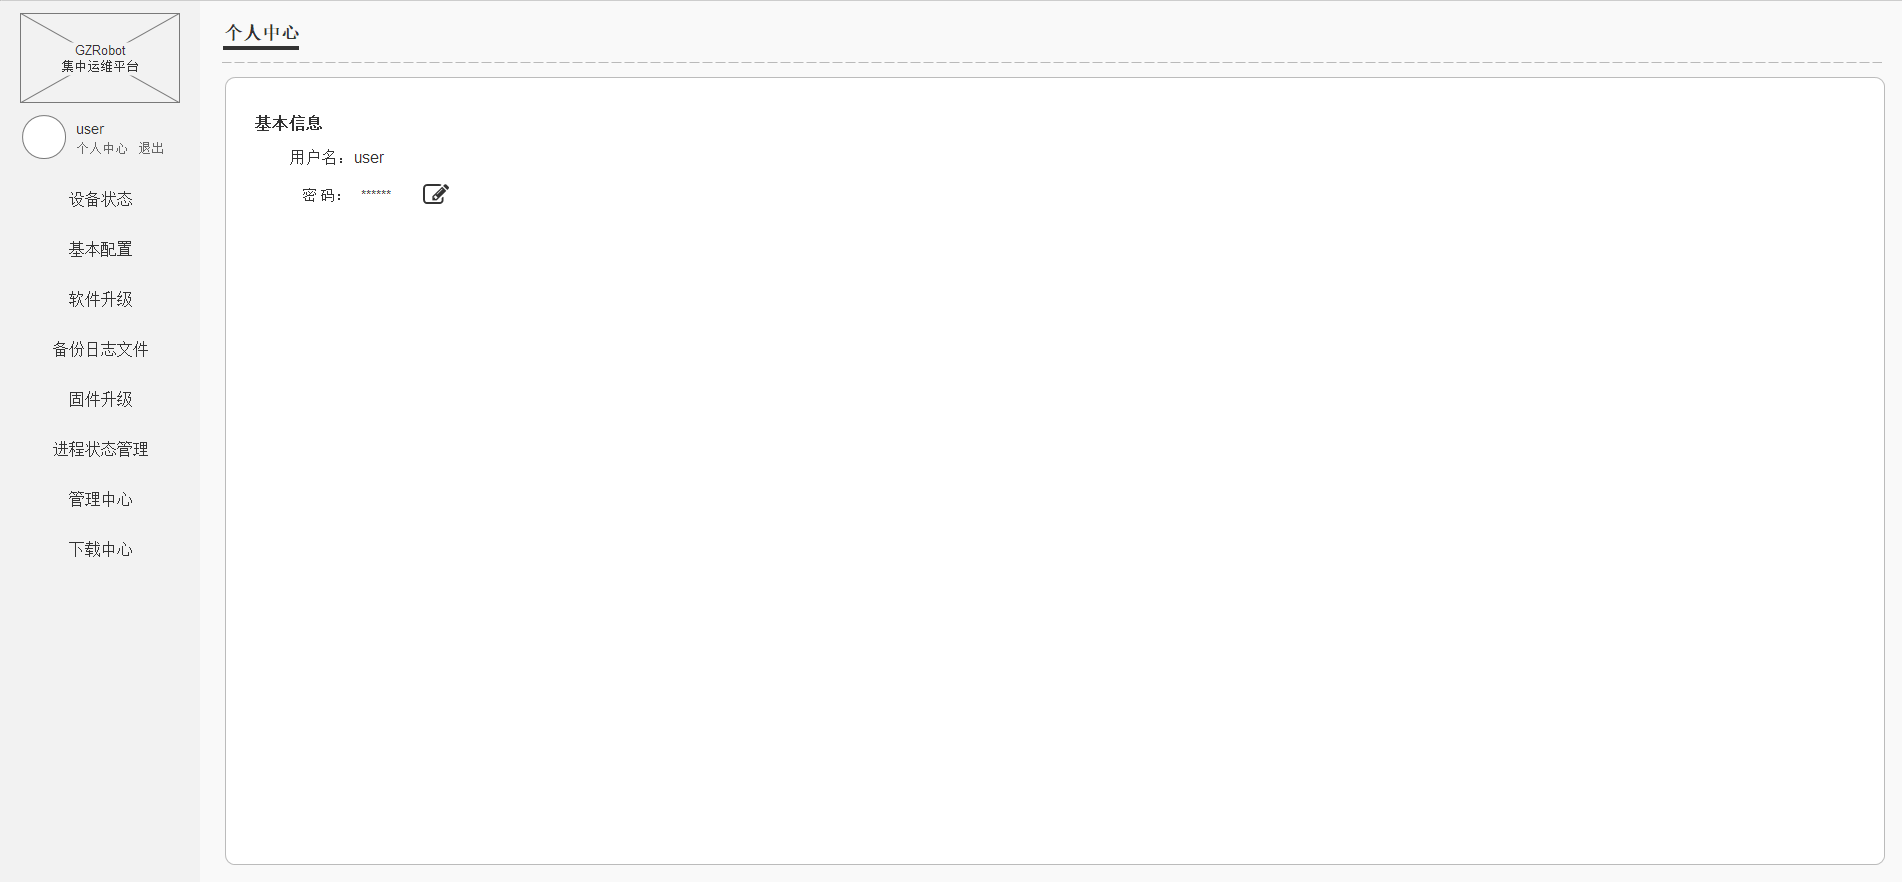 GZRobot
集中运维平台
user
个人中心 退出
设备状态
基本配置
软件升级
备份日志文件
固件升级
进程状态管理
管理中心
下载中心
个人中心
基本信息
用户名：user
密 码： ******